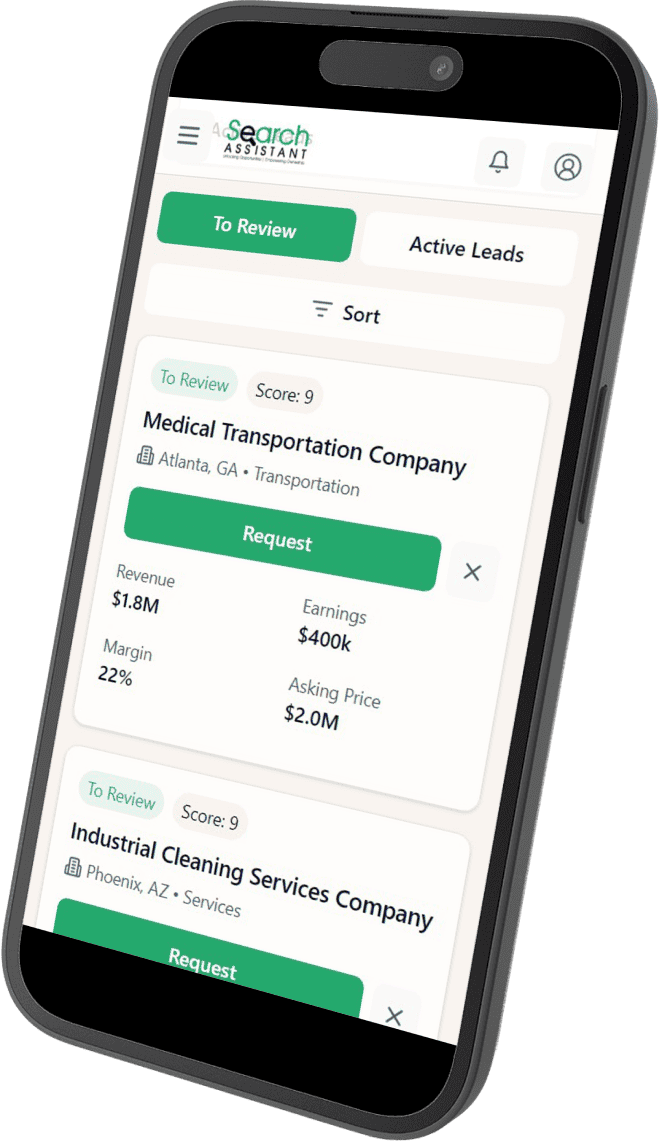 Search
ASSISTANT
To Review
Active Leads
Sort
To Review
Score: 9
Medical Transportation Company
Atlanta, GA • Transportation
Request
Revenue
$1.8M
Earnings
$400k
Margin
22%
Asking Price
$2.0M
To Review
Score: 9
Industrial Cleaning Services Company
Phoenix, AZ • Services
Request